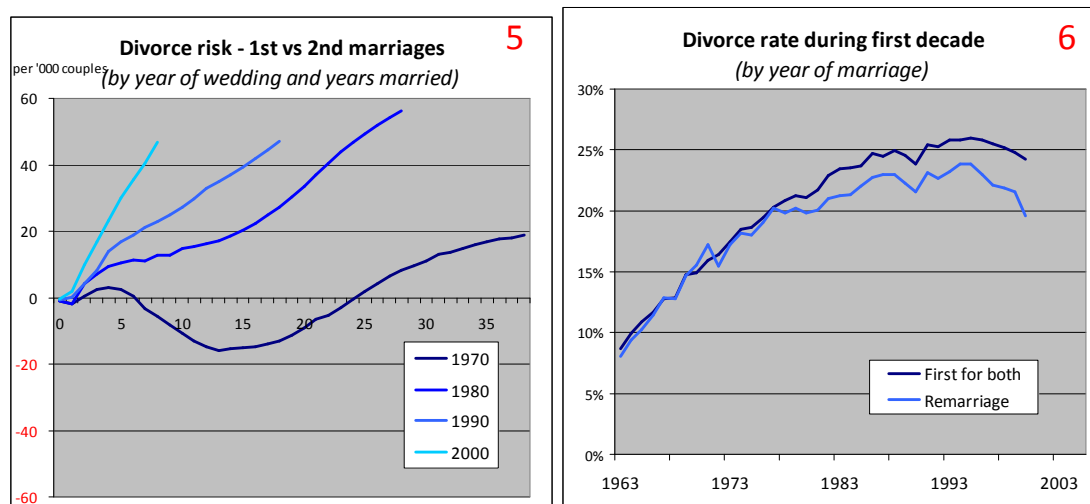 Divorce risk - 1st vs 2nd marriages
5
per '000 couples
(by year of wedding and years married)
60
40
20
0
-20
-40
-60
0 5 10 15 20 25 30 35
1970
1980
1990
2000
Divorce rate during first decade
6
(by year of marriage)
30%
25%
20%
15%
10%
5%
0%
First for both
Remarriage
1963 1973 1983 1993 2003